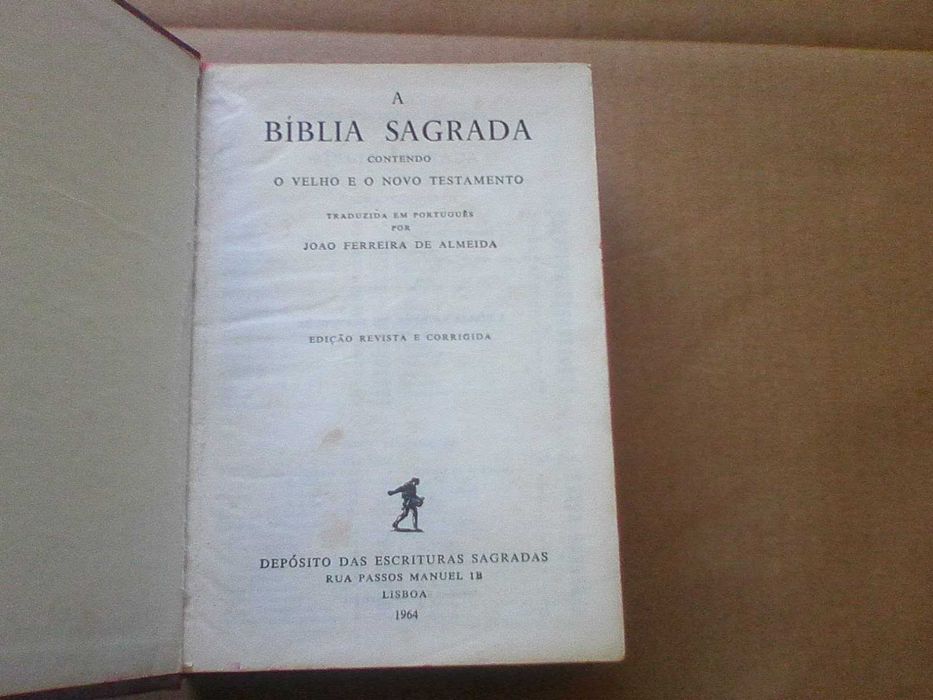 A
BÍBLIA SAGRADA
CONTENDO
O VELHO E O NOVO TESTAMENTO
TRADUZIDA EM PORTUGUÊS
POR
JOAO FERREIRA DE ALMEIDA
EDIÇÃO REVISTA E CORRIGIDA
DEPÓSITO DAS ESCRITURAS SAGRADAS
RUA PASSOS MANUEL 1B
LISBOA
1964